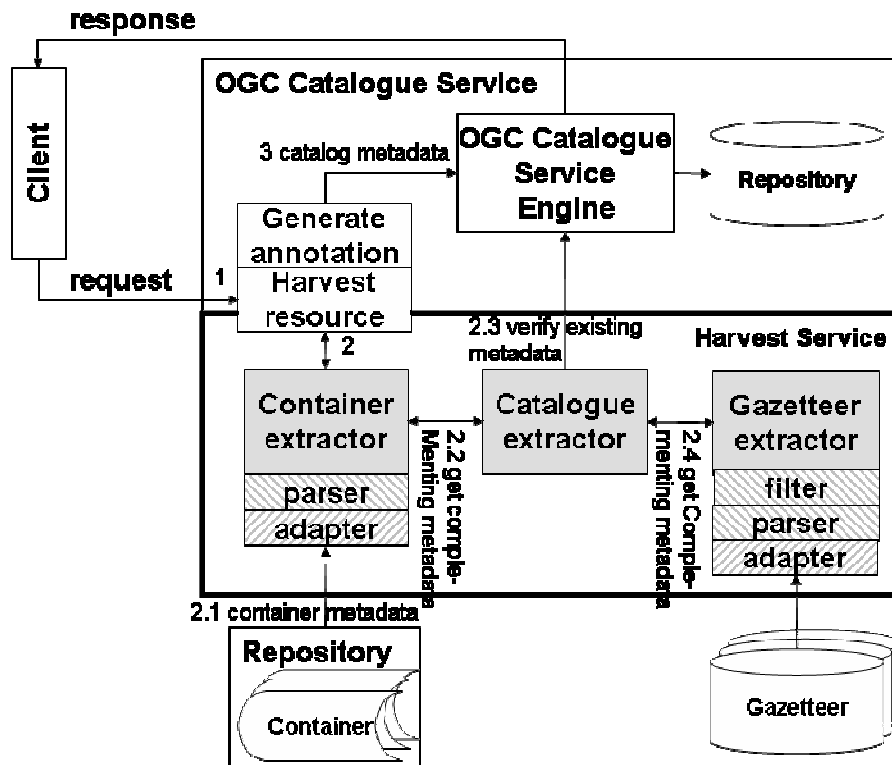 response
OGC Catalogue Service
Client
3 catalog metadata
OGC Catalogue
Service
Engine
Repository
Generate
annotation
request
1
Harvest
resource
2
2.3 verify existing
metadata
Harvest Service
Container
extractor
parser
adapter
2.2 get comple-
Menting metadata
Catalogue
extractor
2.4 get Comple-
menting metadata
Gazetteer
extractor
filter
parser
adapter
2.1 container metadata
Repository
Container
Gazetteer